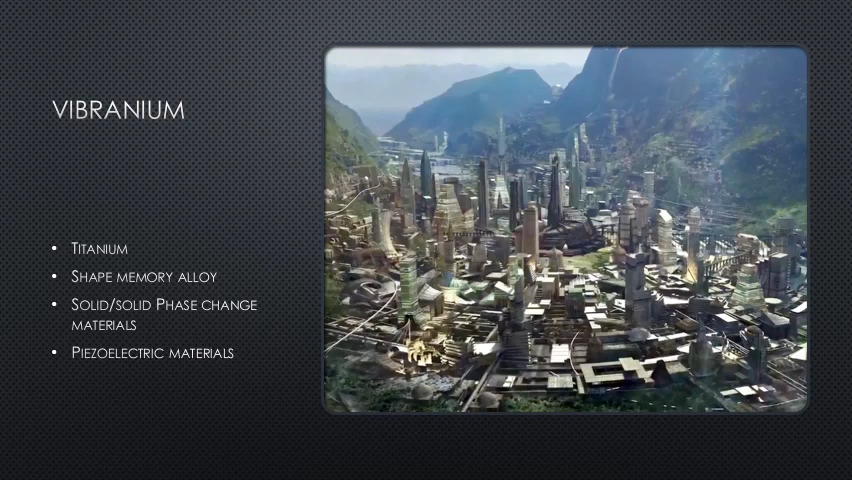 VIBRANIUM
• TITANIUM
• SHAPE MEMORY ALLOY
• SOLID/SOLID PHASE CHANGE
MATERIALS
• PIEZOELECTRIC MATERIALS